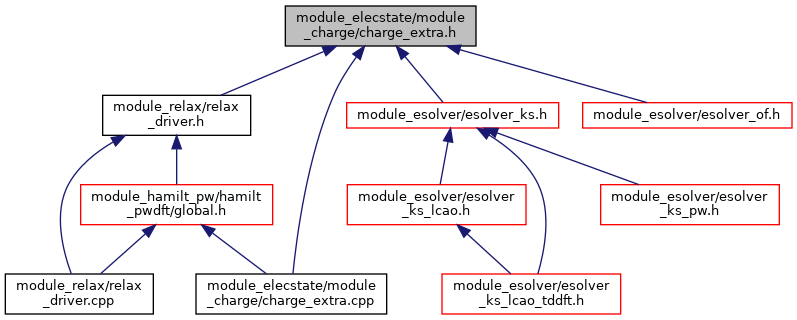 module_elecstate/module
_charge/charge_extra.h
module_relax/relax
_driver.h
module_esolver/esolver_ks.h
module_esolver/esolver_of.h
module_hamilt_pw/hamilt
_pwdft/global.h
module_esolver/esolver
_ks_lcao.h
module_esolver/esolver
_ks_pw.h
module_relax/relax
_driver.cpp
module_elecstate/module
_charge/charge_extra.cpp
module_esolver/esolver
_ks_lcao_tddft.h